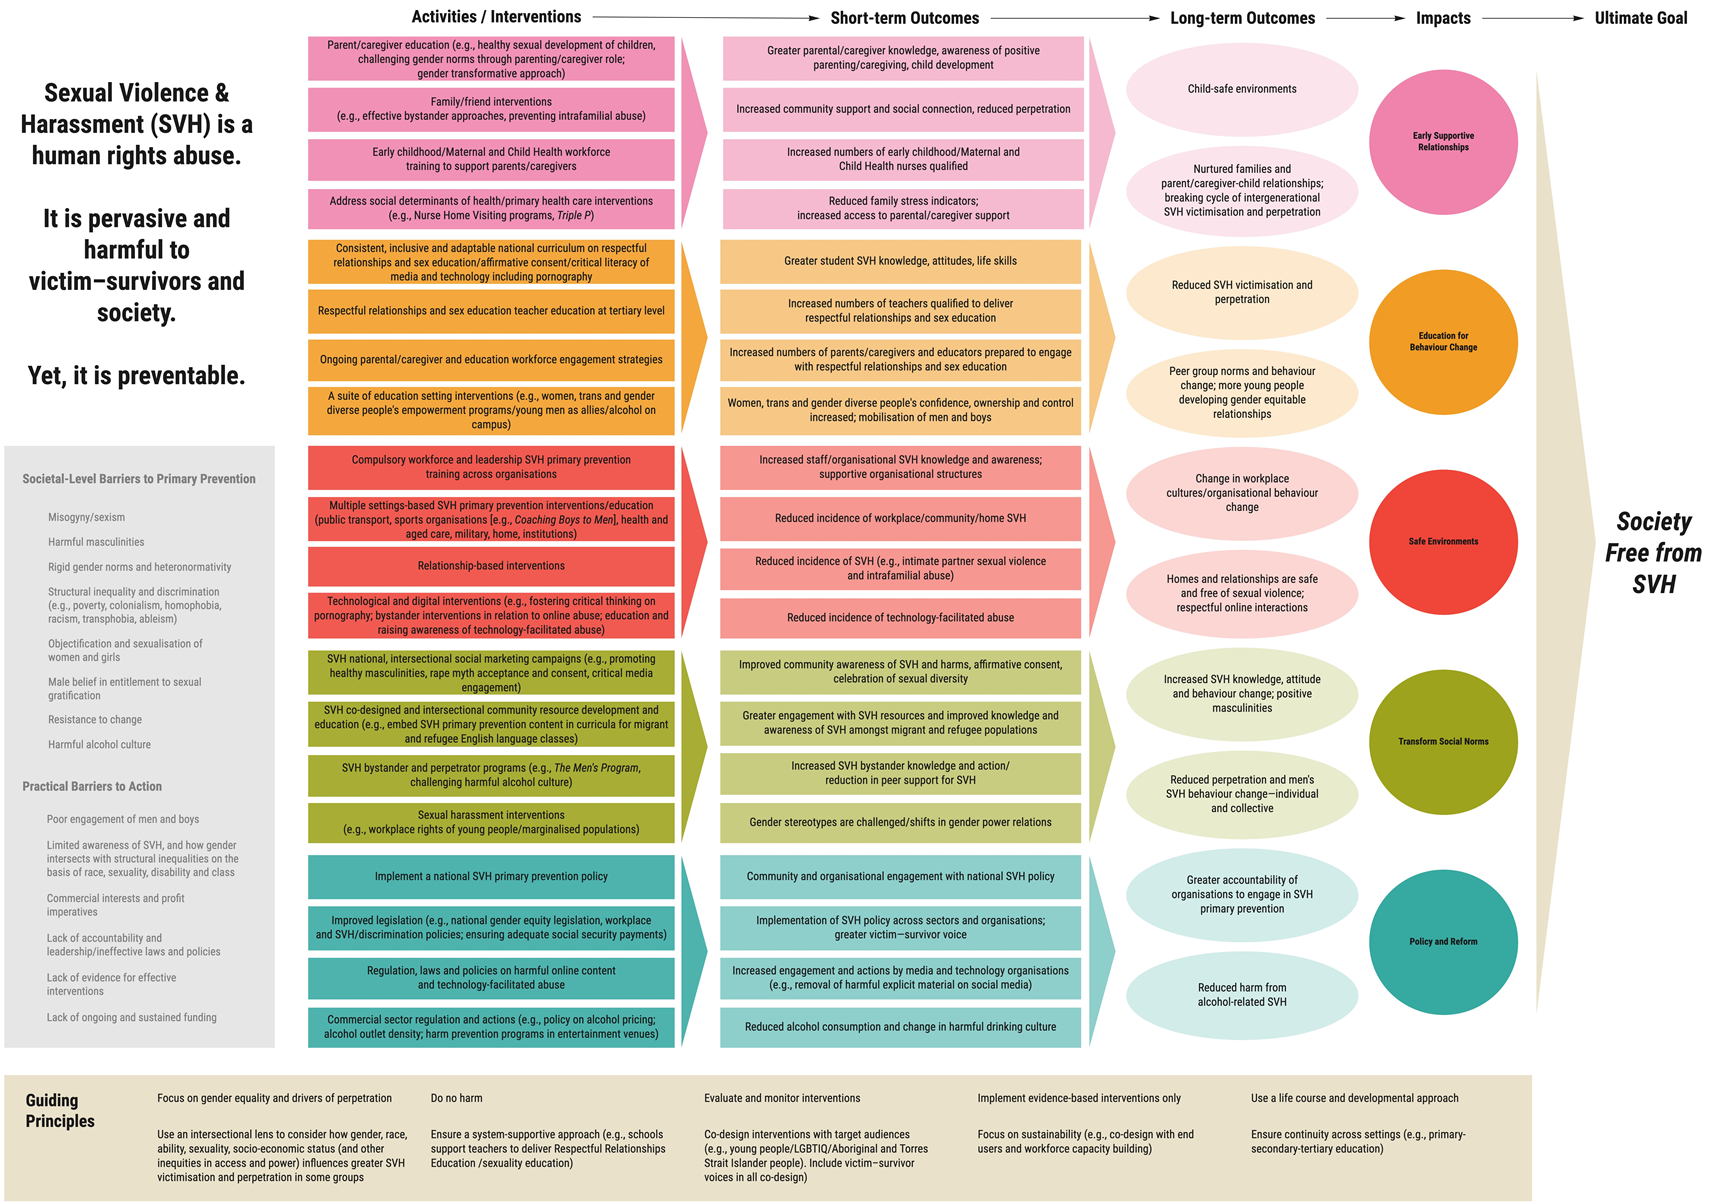 Activities / Interventions
Short-term Outcomes
Long-term Outcomes
Impacts
Ultimate Goal
Sexual Violence &
Harassment (SVH) is a
human rights abuse.
It is pervasive and
harmful to
victim–survivors and
society.
Yet, it is preventable.
Societal-Level Barriers to Primary Prevention
Misogyny/sexism
Harmful masculinities
Rigid gender norms and heteronormativity
Structural inequality and discrimination
(e.g., poverty, colonialism, homophobia,
racism, transphobia, ableism)
Objectification and sexualisation of
women and girls
Male belief in entitlement to sexual
gratification
Resistance to change
Harmful alcohol culture
Practical Barriers to Action
Poor engagement of men and boys
Limited awareness of SVH, and how gender
intersects with structural inequalities on the
basis of race, sexuality, disability and class
Commercial interests and profit
imperatives
Lack of accountability and
leadership/ineffective laws and policies
Lack of evidence for effective
interventions
Lack of ongoing and sustained funding
Parent/caregiver education (e.g., healthy sexual development of children,
challenging gender norms through parenting/caregiver role;
gender transformative approach)
Family/friend interventions
(e.g., effective bystander approaches, preventing intrafamilial abuse)
Early childhood/Maternal and Child Health workforce
training to support parents/caregivers
Address social determinants of health/primary health care interventions
(e.g., Nurse Home Visiting programs, Triple P)
Greater parental/caregiver knowledge, awareness of positive
parenting/caregiving, child development
Increased community support and social connection, reduced perpetration
Increased numbers of early childhood/Maternal and
Child Health nurses qualified
Reduced family stress indicators;
increased access to parental/caregiver support
Child-safe environments
Nurtured families and
parent/caregiver-child relationships;
breaking cycle of intergenerational
SVH victimisation and perpetration
Early Supportive
Relationships
Consistent, inclusive and adaptable national curriculum on respectful
relationships and sex education/affirmative consent/critical literacy of
media and technology including pornography
Respectful relationships and sex education teacher education at tertiary level
Ongoing parental/caregiver and education workforce engagement strategies
A suite of education setting interventions (e.g., women, trans and gender
diverse people's empowerment programs/young men as allies/alcohol on
campus)
Greater student SVH knowledge, attitudes, life skills
Increased numbers of teachers qualified to deliver
respectful relationships and sex education
Increased numbers of parents/caregivers and educators prepared to engage
with respectful relationships and sex education
Women, trans and gender diverse people's confidence, ownership and control
increased; mobilisation of men and boys
Reduced SVH victimisation and
perpetration
Peer group norms and behaviour
change; more young people
developing gender equitable
relationships
Education for
Behaviour Change
Compulsory workforce and leadership SVH primary prevention
training across organisations
Multiple settings-based SVH primary prevention interventions/education
(public transport, sports organisations [e.g., Coaching Boys to Men], health and
aged care, military, home, institutions)
Relationship-based interventions
Technological and digital interventions (e.g., fostering critical thinking on
pornography; bystander interventions in relation to online abuse; education and
raising awareness of technology-facilitated abuse)
Increased staff/organisational SVH knowledge and awareness;
supportive organisational structures
Reduced incidence of workplace/community/home SVH
Reduced incidence of SVH (e.g., intimate partner sexual violence
and intrafamilial abuse)
Reduced incidence of technology-facilitated abuse
Change in workplace
cultures/organisational behaviour
change
Homes and relationships are safe
and free of sexual violence;
respectful online interactions
Safe Environments
SVH national, intersectional social marketing campaigns (e.g., promoting
healthy masculinities, rape myth acceptance and consent, critical media
engagement)
SVH co-designed and intersectional community resource development and
education (e.g., embed SVH primary prevention content in curricula for migrant
and refugee English language classes)
SVH bystander and perpetrator programs (e.g., The Men's Program,
challenging harmful alcohol culture)
Sexual harassment interventions
(e.g., workplace rights of young people/marginalised populations)
Improved community awareness of SVH and harms, affirmative consent,
celebration of sexual diversity
Greater engagement with SVH resources and improved knowledge and
awareness of SVH amongst migrant and refugee populations
Increased SVH bystander knowledge and action/
reduction in peer support for SVH
Gender stereotypes are challenged/shifts in gender power relations
Increased SVH knowledge, attitude
and behaviour change; positive
masculinities
Reduced perpetration and men's
SVH behaviour change—individual
and collective
Transform Social Norms
Implement a national SVH primary prevention policy
Improved legislation (e.g., national gender equity legislation, workplace
and SVH/discrimination policies; ensuring adequate social security payments)
Regulation, laws and policies on harmful online content
and technology-facilitated abuse
Commercial sector regulation and actions (e.g., policy on alcohol pricing;
alcohol outlet density; harm prevention programs in entertainment venues)
Community and organisational engagement with national SVH policy
Implementation of SVH policy across sectors and organisations;
greater victim—survivor voice
Increased engagement and actions by media and technology organisations
(e.g., removal of harmful explicit material on social media)
Reduced alcohol consumption and change in harmful drinking culture
Greater accountability of
organisations to engage in SVH
primary prevention
Reduced harm from
alcohol-related SVH
Policy and Reform
Society
Free from
SVH
Guiding
Principles
Focus on gender equality and drivers of perpetration
Use an intersectional lens to consider how gender, race,
ability, sexuality, socio-economic status (and other
inequities in access and power) influences greater SVH
victimisation and perpetration in some groups
Do no harm
Ensure a system-supportive approach (e.g., schools
support teachers to deliver Respectful Relationships
Education /sexuality education)
Evaluate and monitor interventions
Co-design interventions with target audiences
(e.g., young people/LGBTIQ/Aboriginal and Torres
Strait Islander people). Include victim–survivor
voices in all co-design)
Implement evidence-based interventions only
Focus on sustainability (e.g., co-design with end
users and workforce capacity building)
Use a life course and developmental approach
Ensure continuity across settings (e.g., primary-
secondary-tertiary education)